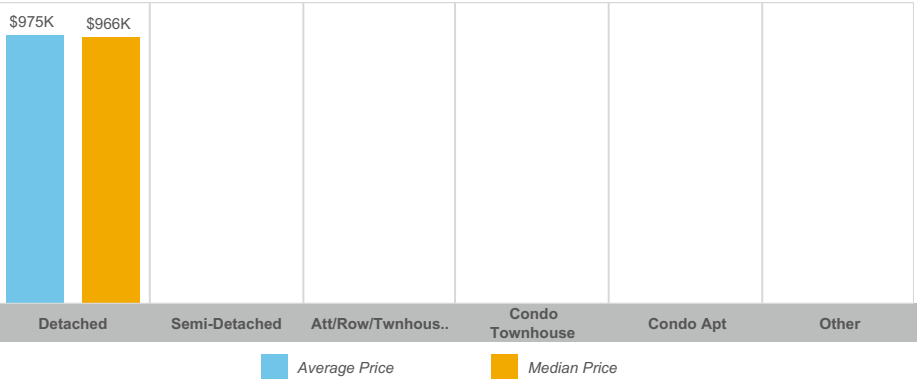 $975K
$966K
Detached
Semi-Detached
Att/Row/Twnhous..
Condo
Townhouse
Condo Apt
Other
Average Price
Median Price